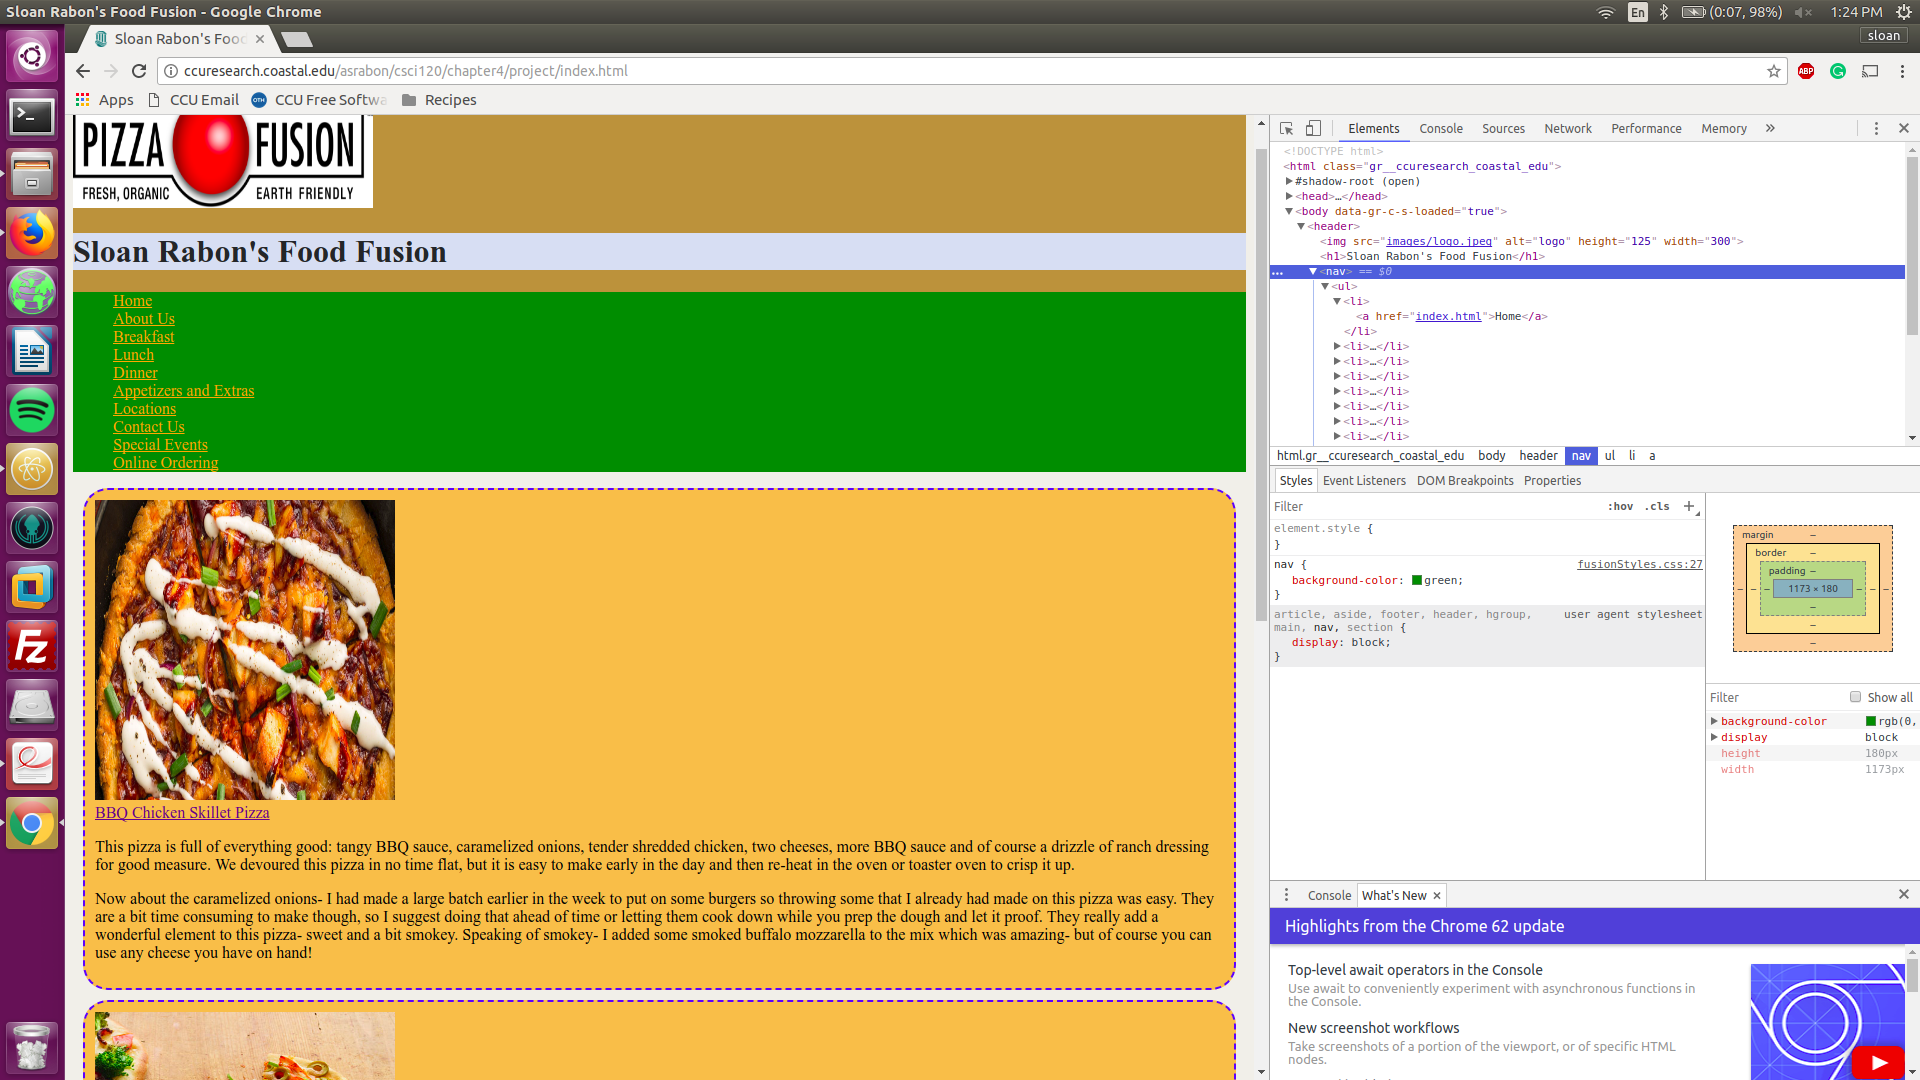 Sloan Rabon's Food Fusion - Google Chrome
En
(0:07, 98%)
1:24 PM
Sloan Rabon's Food
sloan
ccuresearch.coastal.edu/asrabon/csci120/chapter4/project/index.html
ABP
Apps
CCU Email
OTH
CCU Free Softwa
Recipes
PIZZA FUSION
FRESH, ORGANIC EARTH FRIENDLY
Sloan Rabon's Food Fusion
Home
About Us
Breakfast
Lunch
Dinner
Appetizers and Extras
Locations
Contact Us
Special Events
Online Ordering
BBQ Chicken Skillet Pizza
This pizza is full of everything good: tangy BBQ sauce, caramelized onions, tender shredded chicken, two cheeses, more BBQ sauce and of course a drizzle of ranch dressing
for good measure. We devoured this pizza in no time flat, but it is easy to make early in the day and then re-heat in the oven or toaster oven to crisp it up.
Now about the caramelized onions- I had made a large batch earlier in the week to put on some burgers so throwing some that I already had made on this pizza was easy. They
are a bit time consuming to make though, so I suggest doing that ahead of time or letting them cook down while you prep the dough and let it proof. They really add a
wonderful element to this pizza- sweet and a bit smokey. Speaking of smokey- I added some smoked buffalo mozzarella to the mix which was amazing- but of course you can
use any cheese you have on hand!
Elements Console Sources Network Performance Memory »
<!DOCTYPE html>
<html class="gr__ccuresearch_coastal_edu">
#shadow-root (open)
<head>…</head>
<body data-gr-c-s-loaded="true">
<header>
<img src="images/logo.jpeg" alt="logo" height="125" width="300">
<h1>Sloan Rabon's Food Fusion</h1>
… <nav> == $0
<ul>
<li>
<a href="index.html">Home</a>
</li>
<li>…</li>
<li>…</li>
<li>…</li>
<li>…</li>
<li>…</li>
<li>…</li>
<li>…</li>
html.gr__ccuresearch_coastal_edu body header nav ul li a
Styles Event Listeners DOM Breakpoints Properties
Filter :hov .cls +
element.style {
}
nav { fusionStyles.css:27
background-color: green;
}
article, aside, footer, header, hgroup, user agent stylesheet
main, nav, section {
display: block;
}
margin –
border –
padding –
– – – 1173 × 180 – – –
–
–
–
Filter Show all
background-color rgb(0,
display block
height 180px
width 1173px
Console What's New ×
Highlights from the Chrome 62 update
Top-level await operators in the Console
Use await to conveniently experiment with asynchronous functions in
the Console.
New screenshot workflows
Take screenshots of a portion of the viewport, or of specific HTML
nodes.